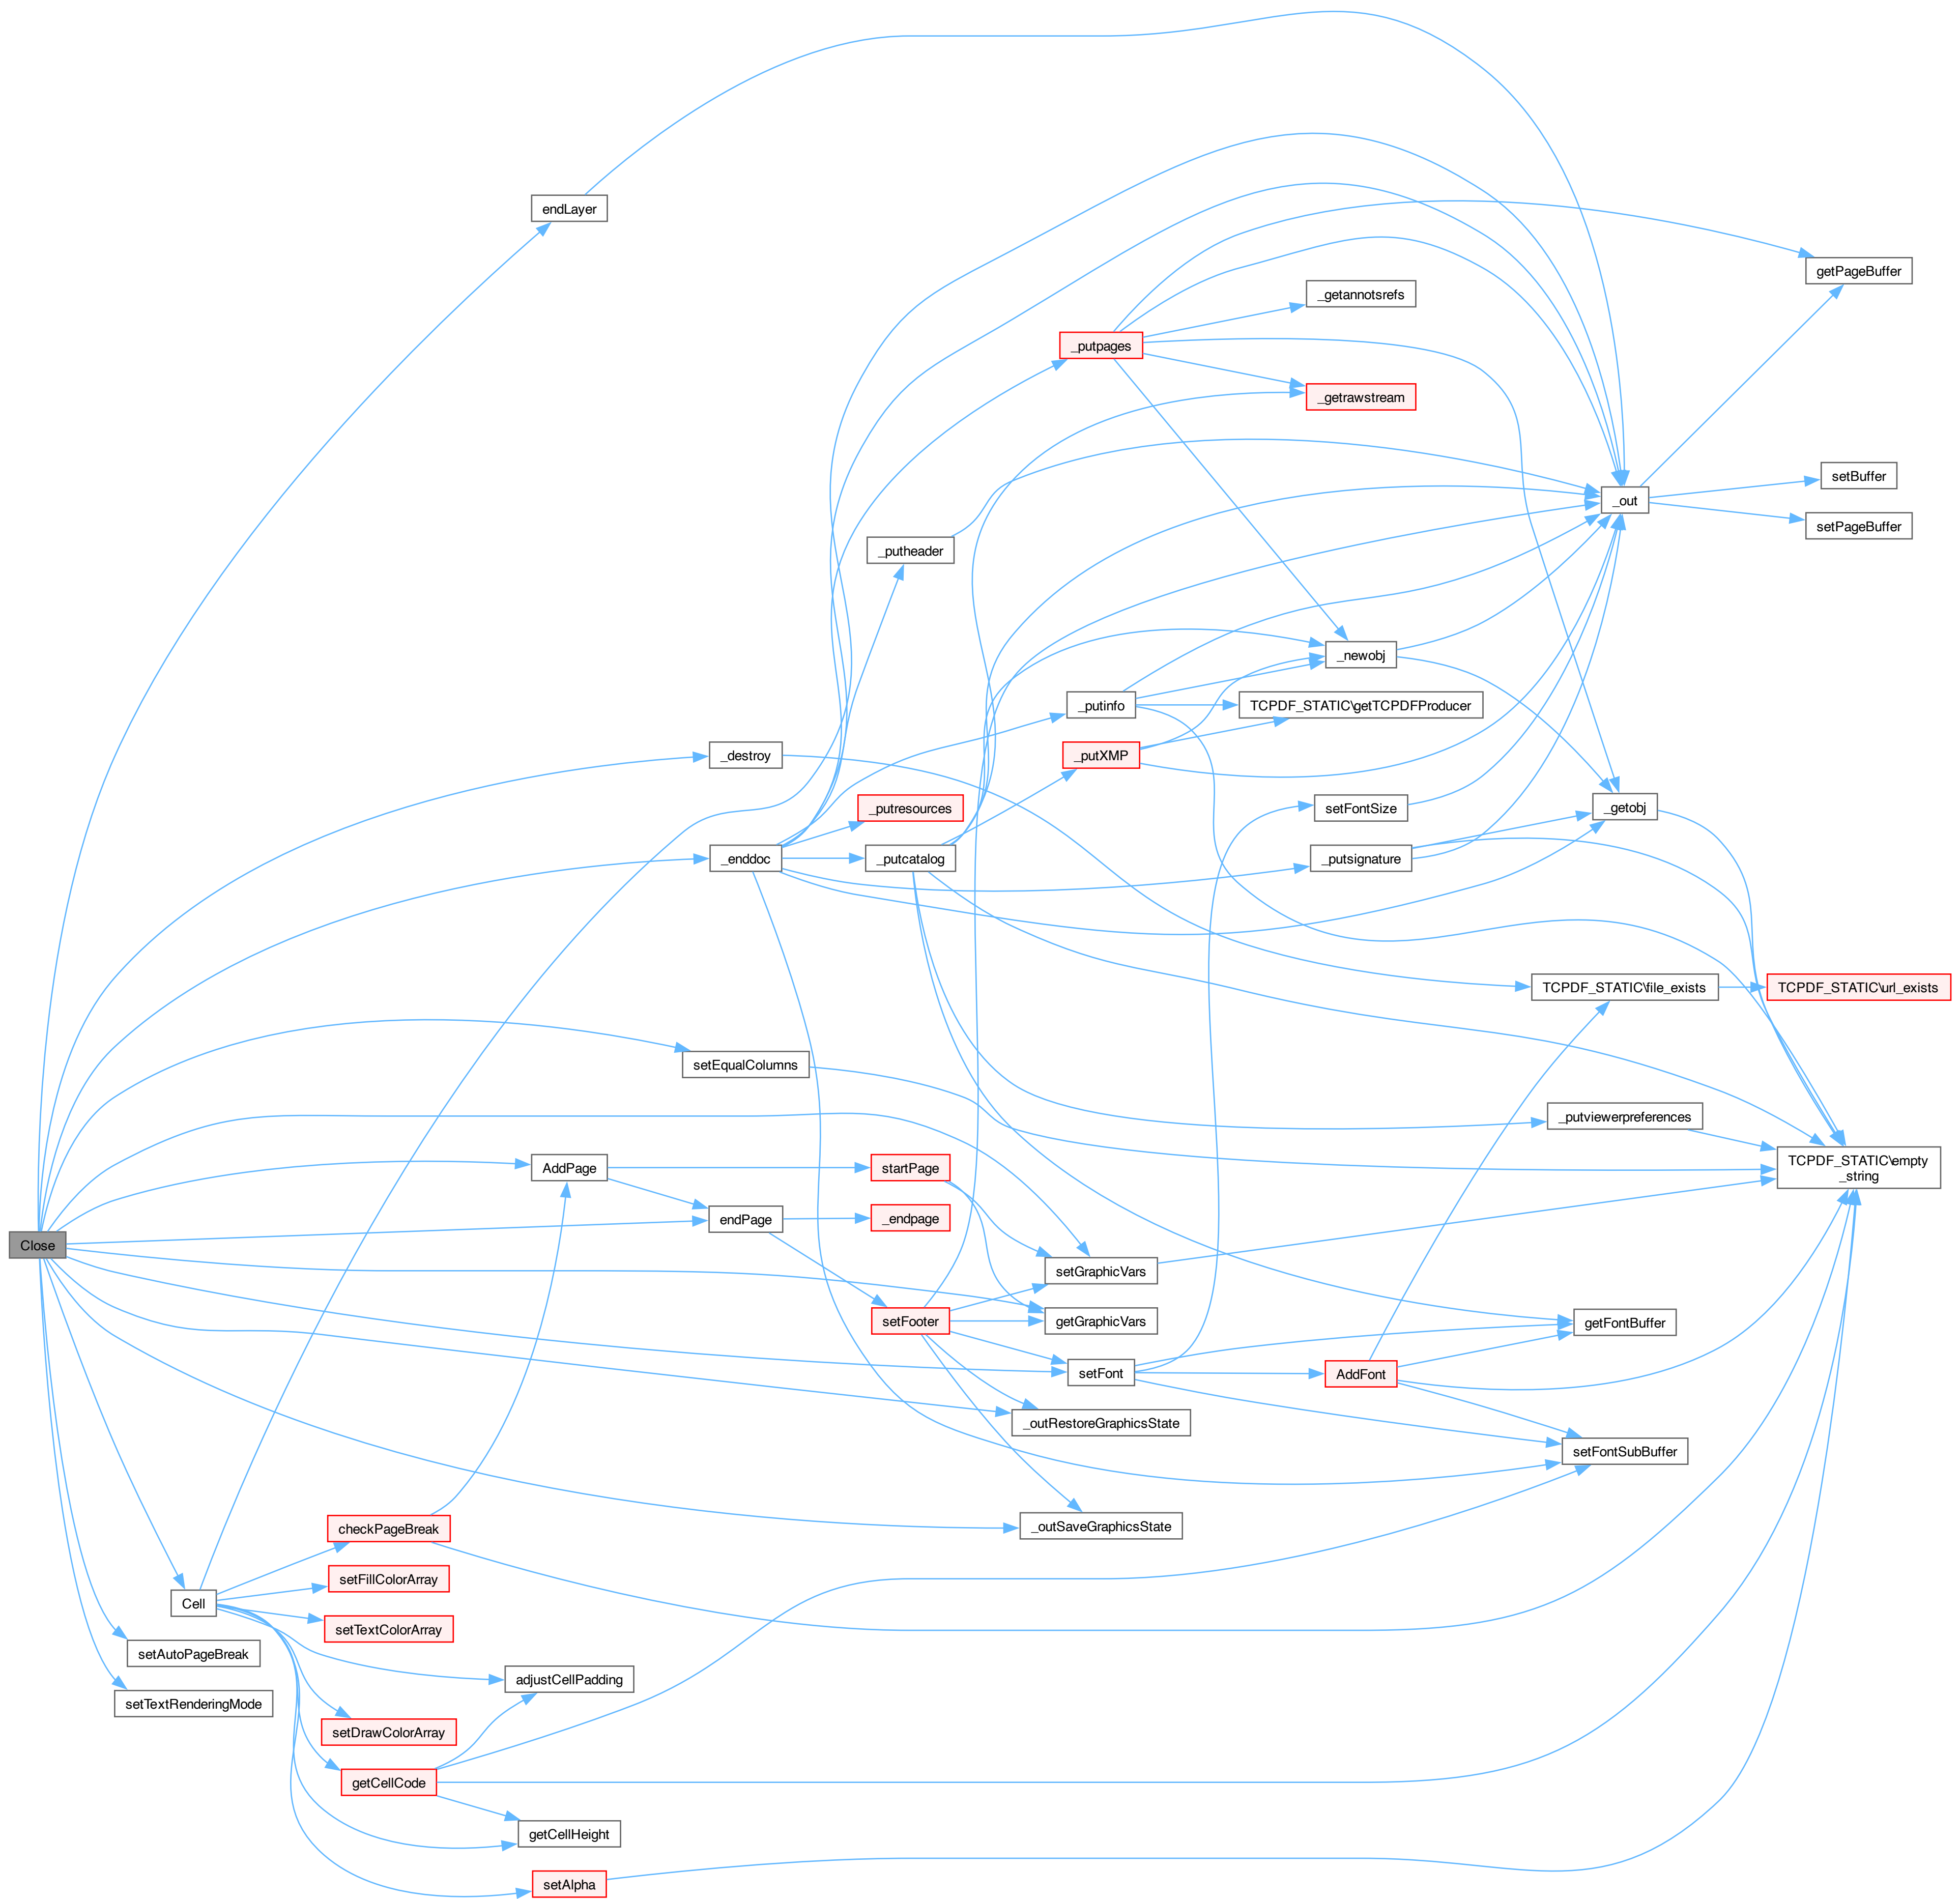 endLayer
getPageBuffer
_getannotsrefs
_putpages
_getrawstream
setBuffer
_out
setPageBuffer
_putheader
_newobj
_putinfo
TCPDF_STATIC\getTCPDFProducer
_destroy
_putXMP
_putresources
setFontSize
_getobj
_enddoc
_putcatalog
_putsignature
TCPDF_STATIC\file_exists
TCPDF_STATIC\url_exists
setEqualColumns
_putviewerpreferences
AddPage
startPage
TCPDF_STATIC\empty
_string
endPage
_endpage
Close
setGraphicVars
setFooter
getGraphicVars
getFontBuffer
setFont
AddFont
_outRestoreGraphicsState
setFontSubBuffer
checkPageBreak
_outSaveGraphicsState
setFillColorArray
Cell
setTextColorArray
setAutoPageBreak
adjustCellPadding
setTextRenderingMode
setDrawColorArray
getCellCode
getCellHeight
setAlpha